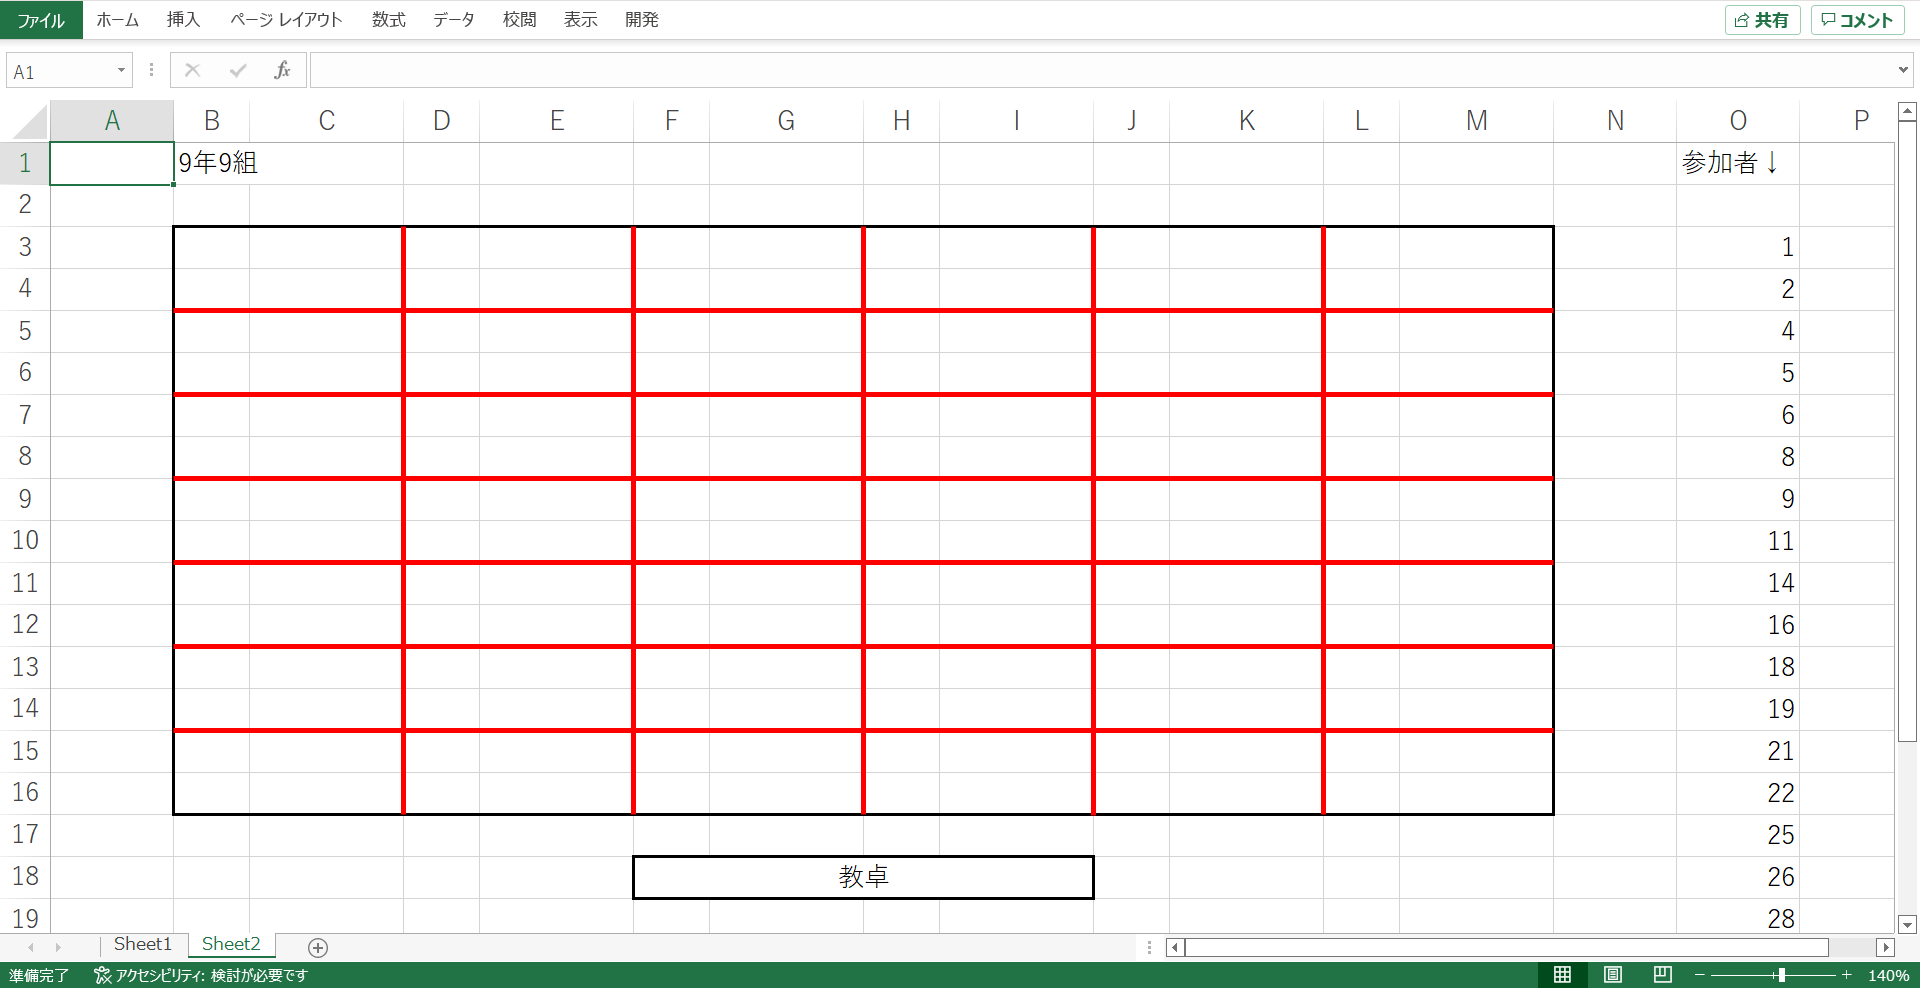 ファイル ホーム 挿入 ページ レイアウト 数式 データ 校閲 表示 開発 共有 コメント
A1 fx
A B C D E F G H I J K L M N O P
1 9年9組 参加者↓
2
3 1
4 2
5 4
6 5
7 6
8 8
9 9
10 11
11 14
12 16
13 18
14 19
15 21
16 22
17 25
18 教卓 26
19 28
Sheet1 Sheet2
準備完了 アクセシビリティ: 検討が必要です 140%